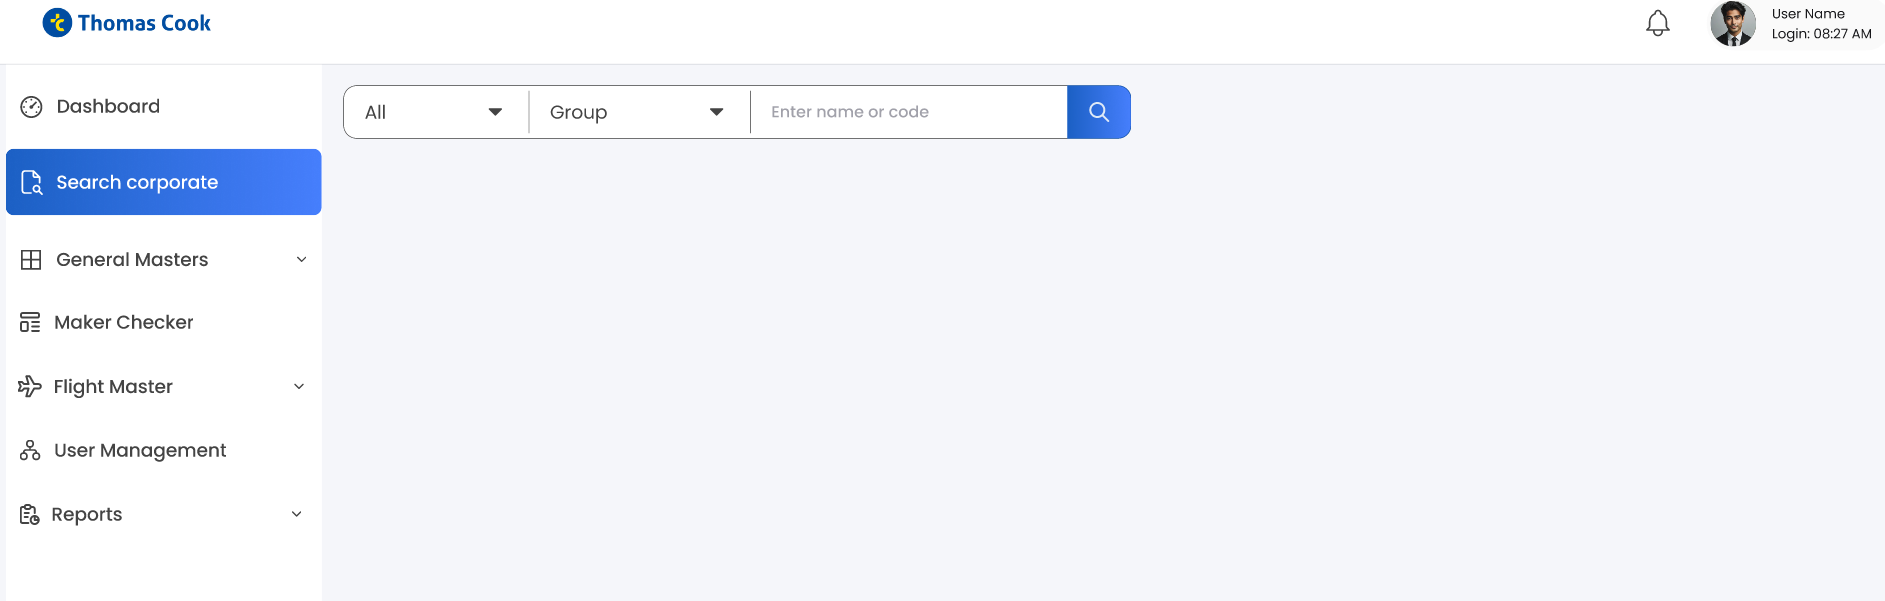 Thomas Cook
User Name
Login: 08:27 AM
Dashboard
All
Group
Enter name or code
Search corporate
General Masters
Maker Checker
Flight Master
User Management
Reports